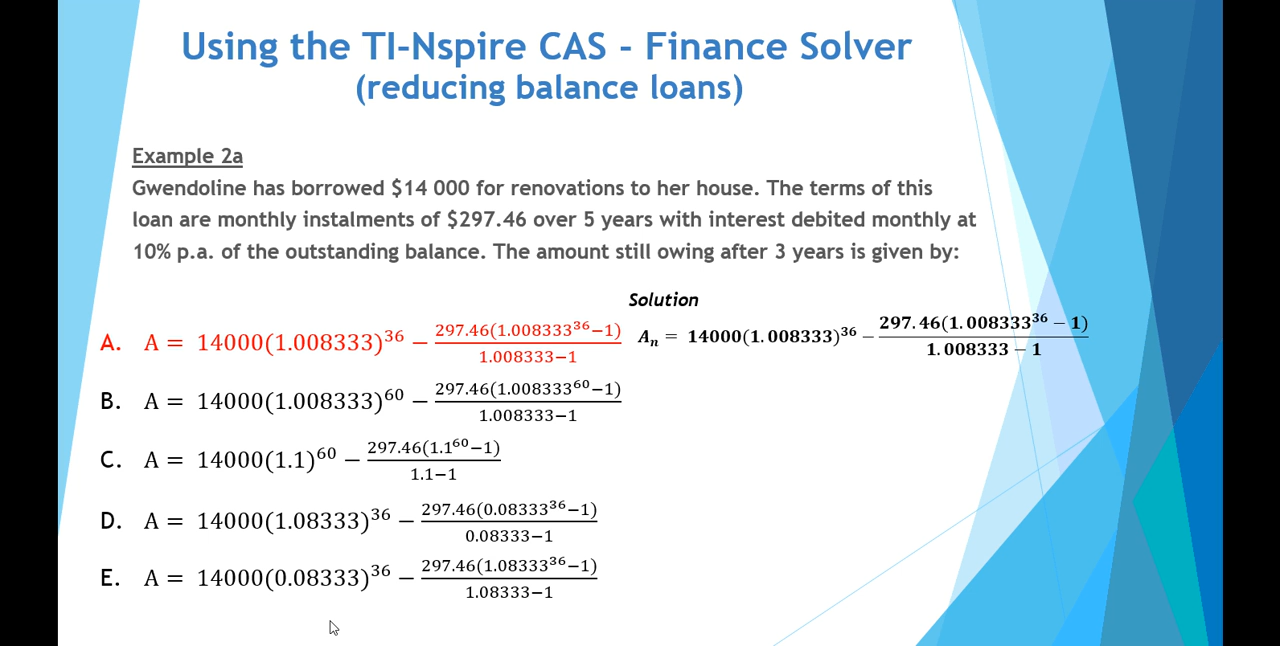 Using the TI-Nspire CAS - Finance Solver
(reducing balance loans)
Example 2a
Gwendoline has borrowed $14 000 for renovations to her house. The terms of this
loan are monthly instalments of $297.46 over 5 years with interest debited monthly at
10% p.a. of the outstanding balance. The amount still owing after 3 years is given by:
Solution
A. A = 14000(1.008333)^36 − 297.46(1.008333^36−1)/1.008333−1
Aₙ = 14000(1.008333)^36 − 297.46(1.008333^36 − 1)/1.008333 − 1
B. A = 14000(1.008333)^60 − 297.46(1.008333^60−1)/1.008333−1
C. A = 14000(1.1)^60 − 297.46(1.1^60−1)/1.1−1
D. A = 14000(1.08333)^36 − 297.46(0.08333^36−1)/0.08333−1
E. A = 14000(0.08333)^36 − 297.46(1.08333^36−1)/1.08333−1